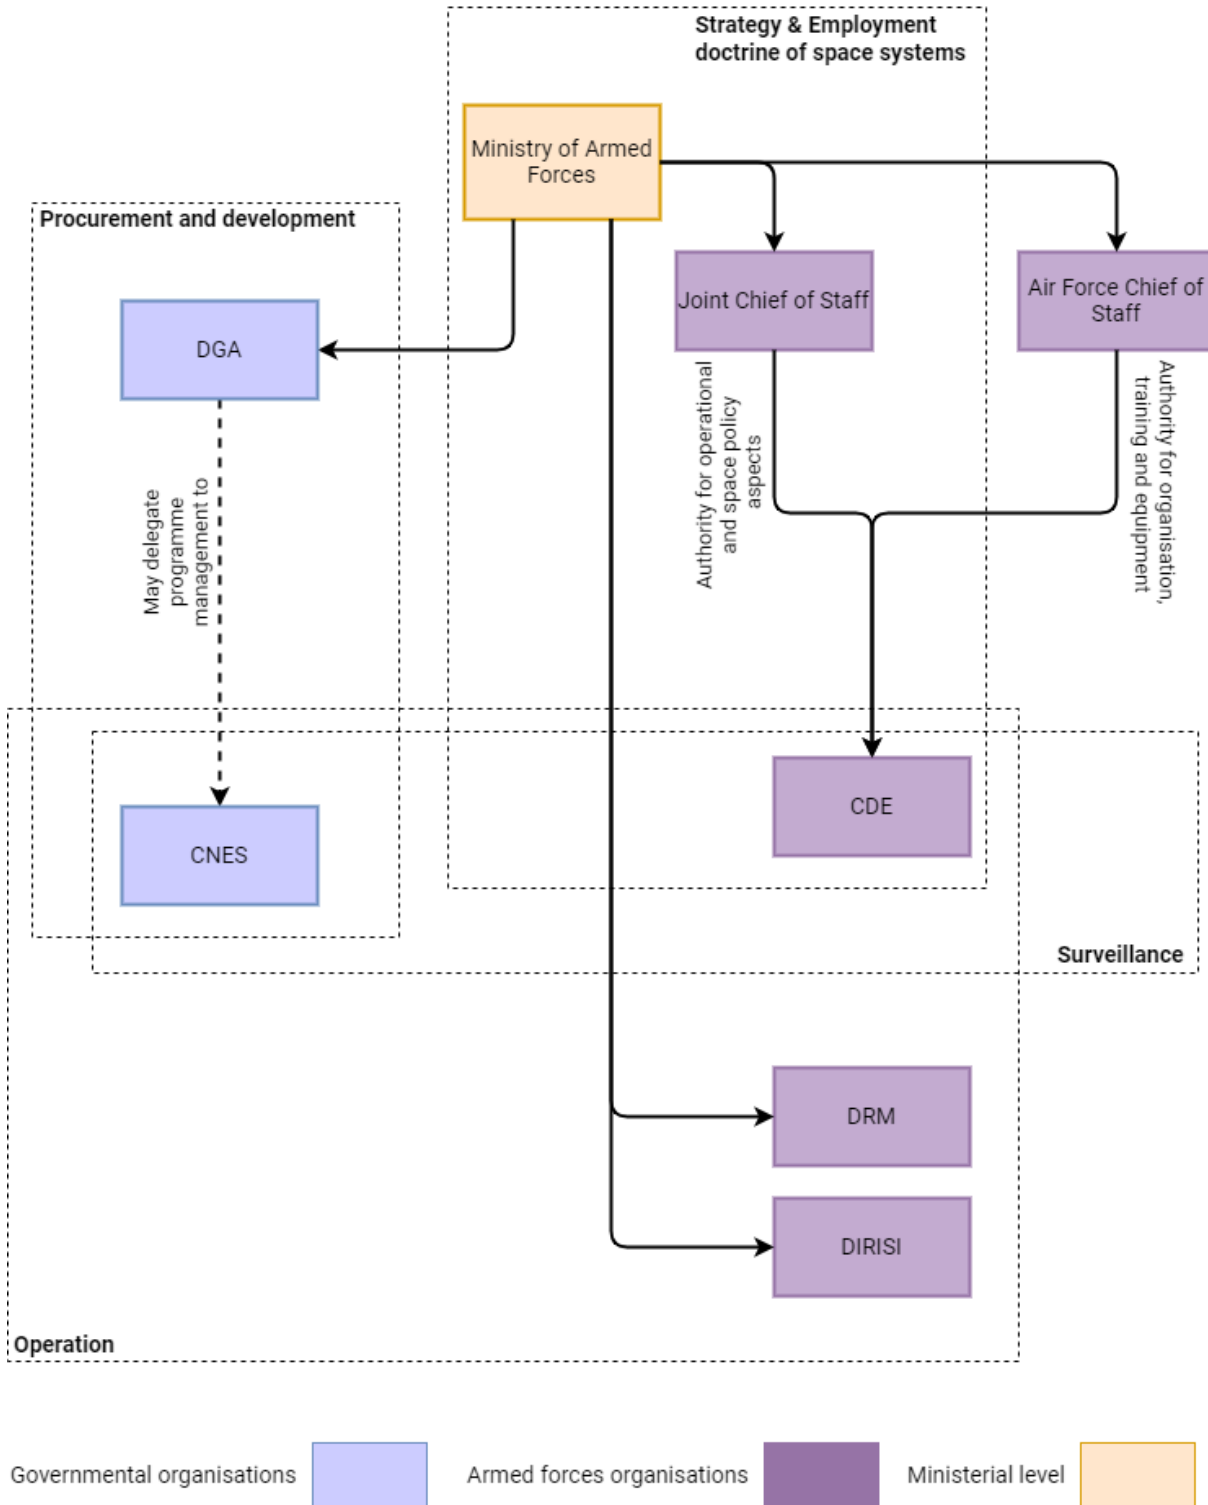 Strategy & Employment
doctrine of space systems
Ministry of Armed
Forces
Procurement and development
Joint Chief of Staff
Air Force Chief of
Staff
DGA
Authority for operational
and space policy
aspects
Authority for organisation,
training and equipment
May delegate
programme
management to
CDE
CNES
Surveillance
DRM
DIRISI
Operation
Governmental organisations
Armed forces organisations
Ministerial level